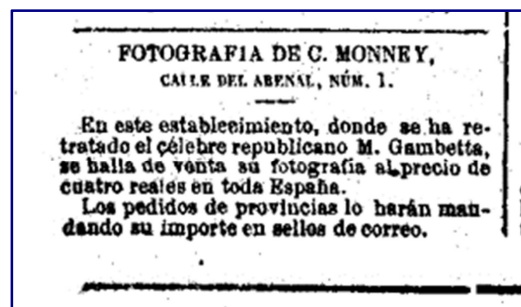 FOTOGRAFIA DE C. MONNEY,
CALLE DEL ARENAL, NÚM. 1.
En este establecimiento, donde se ha re-
tratado el célebre republicano M. Gambetta,
se halla de venta su fotografía al precio de
cuatro reales en toda España.
Los pedidos de provincias lo harán man-
dando su importe en sellos de correo.